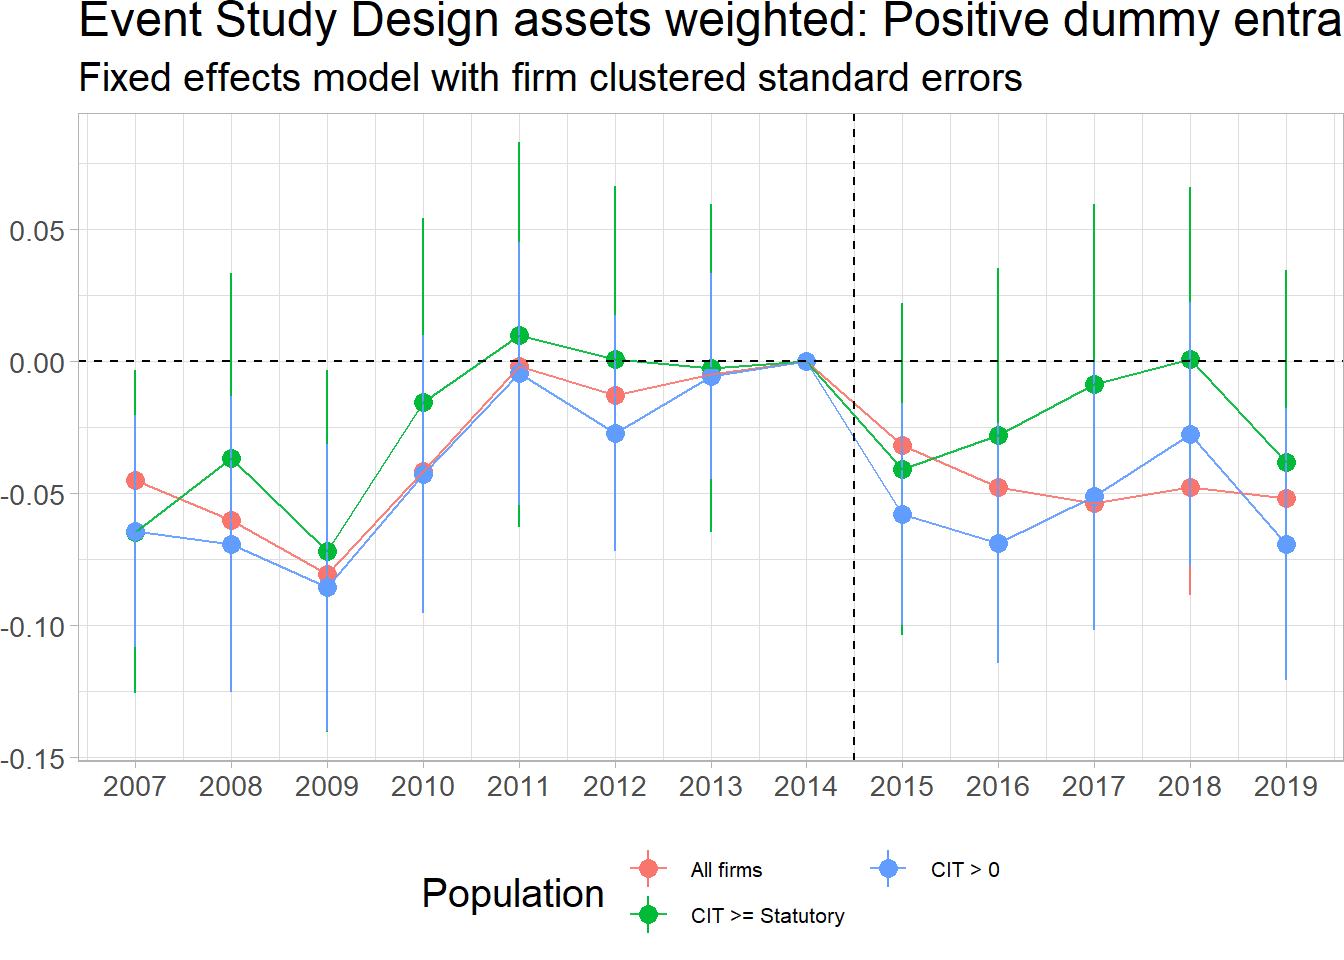 Event Study Design assets weighted: Positive dummy entra
Fixed effects model with firm clustered standard errors
0.05
0.00
-0.05
-0.10
-0.15
2007 2008 2009 2010 2011 2012 2013 2014 2015 2016 2017 2018 2019
Population
All firms
CIT > 0
CIT >= Statutory